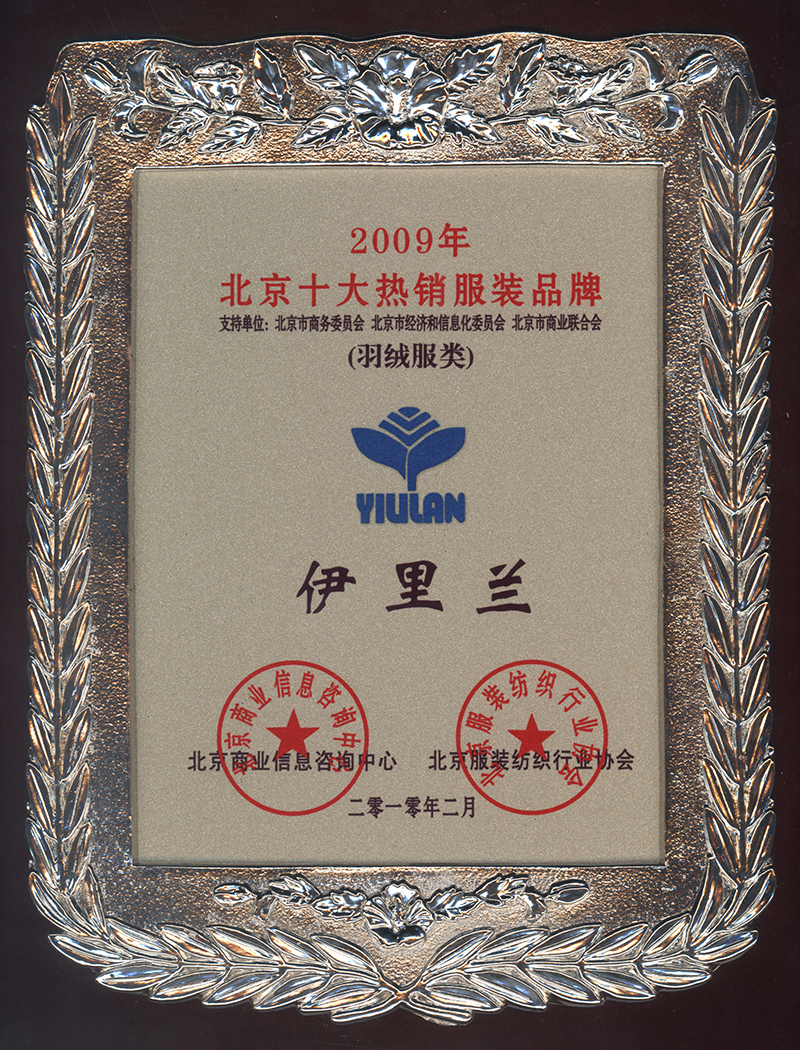 2009年
北京十大热销服装品牌
支持单位：北京市商务委员会 北京市经济和信息化委员会 北京市商业联合会
(羽绒服类)
YILILAN
伊里兰
北京商业信息咨询中心
北京服装纺织行业协会
北京商业信息咨询中心 北京服装纺织行业协会
二零一零年二月